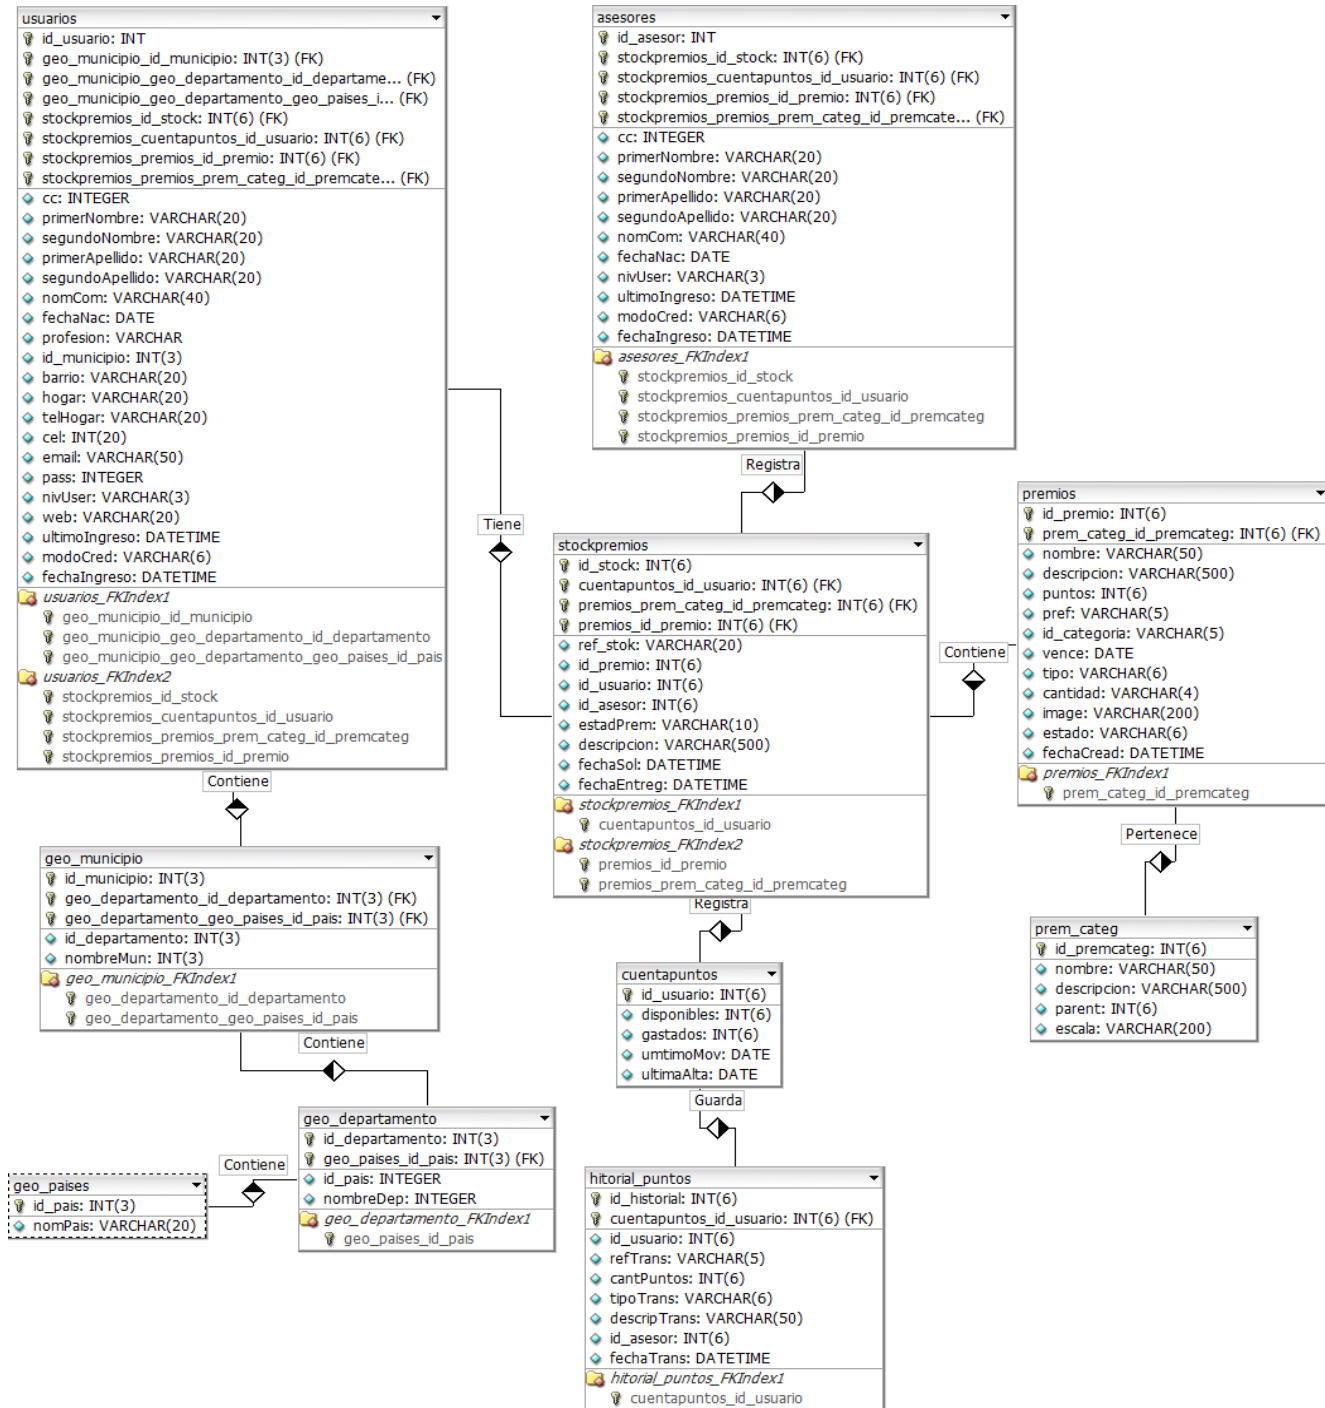 usuarios
id_usuario: INT
geo_municipio_id_municipio: INT(3) (FK)
geo_municipio_geo_departamento_id_departame... (FK)
geo_municipio_geo_departamento_geo_paises_i... (FK)
stockpremios_id_stock: INT(6) (FK)
stockpremios_cuentapuntos_id_usuario: INT(6) (FK)
stockpremios_premios_id_premio: INT(6) (FK)
stockpremios_premios_prem_categ_id_premcate... (FK)
cc: INTEGER
primerNombre: VARCHAR(20)
segundoNombre: VARCHAR(20)
primerApellido: VARCHAR(20)
segundoApellido: VARCHAR(20)
nomCom: VARCHAR(40)
fechaNac: DATE
profesion: VARCHAR
id_municipio: INT(3)
barrio: VARCHAR(20)
hogar: VARCHAR(20)
telHogar: VARCHAR(20)
cel: INT(20)
email: VARCHAR(50)
pass: INTEGER
nivUser: VARCHAR(3)
web: VARCHAR(20)
ultimoIngreso: DATETIME
modoCred: VARCHAR(6)
fechaIngreso: DATETIME
usuarios_FKIndex1
geo_municipio_id_municipio
geo_municipio_geo_departamento_id_departamento
geo_municipio_geo_departamento_geo_paises_id_pais
usuarios_FKIndex2
stockpremios_id_stock
stockpremios_cuentapuntos_id_usuario
stockpremios_premios_prem_categ_id_premcateg
stockpremios_premios_id_premio
asesores
id_asesor: INT
stockpremios_id_stock: INT(6) (FK)
stockpremios_cuentapuntos_id_usuario: INT(6) (FK)
stockpremios_premios_id_premio: INT(6) (FK)
stockpremios_premios_prem_categ_id_premcate... (FK)
cc: INTEGER
primerNombre: VARCHAR(20)
segundoNombre: VARCHAR(20)
primerApellido: VARCHAR(20)
segundoApellido: VARCHAR(20)
nomCom: VARCHAR(40)
fechaNac: DATE
nivUser: VARCHAR(3)
ultimoIngreso: DATETIME
modoCred: VARCHAR(6)
fechaIngreso: DATETIME
asesores_FKIndex1
stockpremios_id_stock
stockpremios_cuentapuntos_id_usuario
stockpremios_premios_prem_categ_id_premcateg
stockpremios_premios_id_premio
Registra
Tiene
stockpremios
id_stock: INT(6)
cuentapuntos_id_usuario: INT(6) (FK)
premios_prem_categ_id_premcateg: INT(6) (FK)
premios_id_premio: INT(6) (FK)
ref_stok: VARCHAR(20)
id_premio: INT(6)
id_usuario: INT(6)
id_asesor: INT(6)
estadPrem: VARCHAR(10)
descripcion: VARCHAR(500)
fechaSol: DATETIME
fechaEntreg: DATETIME
stockpremios_FKIndex1
cuentapuntos_id_usuario
stockpremios_FKIndex2
premios_id_premio
premios_prem_categ_id_premcateg
Contiene
premios
id_premio: INT(6)
prem_categ_id_premcateg: INT(6) (FK)
nombre: VARCHAR(50)
descripcion: VARCHAR(500)
puntos: INT(6)
pref: VARCHAR(5)
id_categoria: VARCHAR(5)
vence: DATE
tipo: VARCHAR(6)
cantidad: VARCHAR(4)
image: VARCHAR(200)
estado: VARCHAR(6)
fechaCread: DATETIME
premios_FKIndex1
prem_categ_id_premcateg
Pertenece
prem_categ
id_premcateg: INT(6)
nombre: VARCHAR(50)
descripcion: VARCHAR(500)
parent: INT(6)
escala: VARCHAR(200)
Contiene
geo_municipio
id_municipio: INT(3)
geo_departamento_id_departamento: INT(3) (FK)
geo_departamento_geo_paises_id_pais: INT(3) (FK)
id_departamento: INT(3)
nombreMun: INT(3)
geo_municipio_FKIndex1
geo_departamento_id_departamento
geo_departamento_geo_paises_id_pais
Contiene
Registra
cuentapuntos
id_usuario: INT(6)
disponibles: INT(6)
gastados: INT(6)
umtimoMov: DATE
ultimaAlta: DATE
Guarda
geo_departamento
id_departamento: INT(3)
geo_paises_id_pais: INT(3) (FK)
id_pais: INTEGER
nombreDep: INTEGER
geo_departamento_FKIndex1
geo_paises_id_pais
Contiene
geo_paises
id_pais: INT(3)
nomPais: VARCHAR(20)
hitorial_puntos
id_historial: INT(6)
cuentapuntos_id_usuario: INT(6) (FK)
id_usuario: INT(6)
refTrans: VARCHAR(5)
cantPuntos: INT(6)
tipoTrans: VARCHAR(6)
descripTrans: VARCHAR(50)
id_asesor: INT(6)
fechaTrans: DATETIME
hitorial_puntos_FKIndex1
cuentapuntos_id_usuario